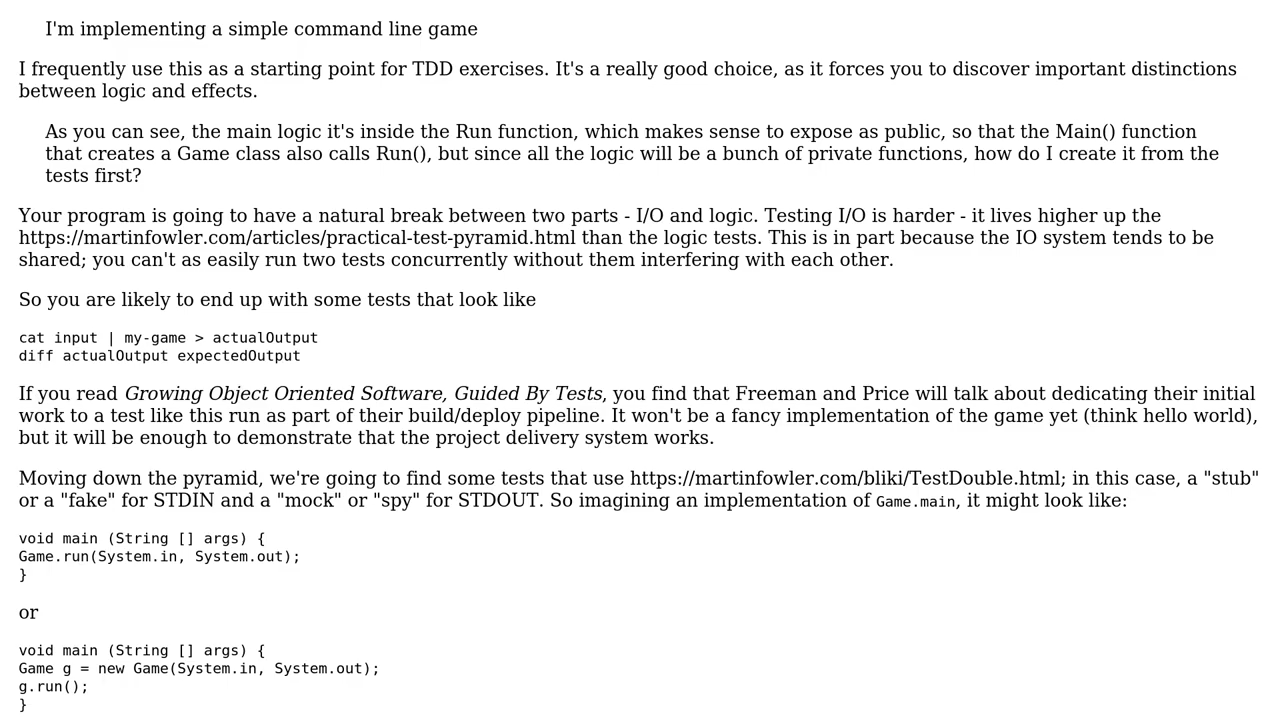 I'm implementing a simple command line game
I frequently use this as a starting point for TDD exercises. It's a really good choice, as it forces you to discover important distinctions
between logic and effects.
As you can see, the main logic it's inside the Run function, which makes sense to expose as public, so that the Main() function
that creates a Game class also calls Run(), but since all the logic will be a bunch of private functions, how do I create it from the
tests first?
Your program is going to have a natural break between two parts - I/O and logic. Testing I/O is harder - it lives higher up the
https://martinfowler.com/articles/practical-test-pyramid.html than the logic tests. This is in part because the IO system tends to be
shared; you can't as easily run two tests concurrently without them interfering with each other.
So you are likely to end up with some tests that look like
cat input | my-game > actualOutput
diff actualOutput expectedOutput
If you read Growing Object Oriented Software, Guided By Tests, you find that Freeman and Price will talk about dedicating their initial
work to a test like this run as part of their build/deploy pipeline. It won't be a fancy implementation of the game yet (think hello world),
but it will be enough to demonstrate that the project delivery system works.
Moving down the pyramid, we're going to find some tests that use https://martinfowler.com/bliki/TestDouble.html; in this case, a "stub"
or a "fake" for STDIN and a "mock" or "spy" for STDOUT. So imagining an implementation of Game.main, it might look like:
void main (String [] args) {
Game.run(System.in, System.out);
}
or
void main (String [] args) {
Game g = new Game(System.in, System.out);
g.run();
}